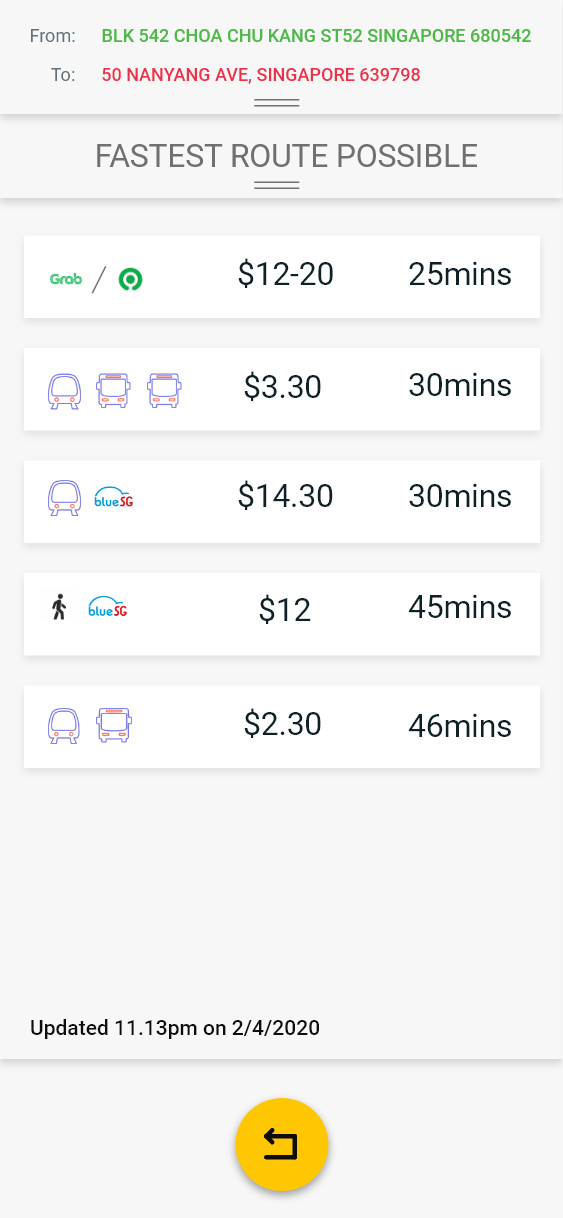 From: BLK 542 CHOA CHU KANG ST52 SINGAPORE 680542
To: 50 NANYANG AVE, SINGAPORE 639798
FASTEST ROUTE POSSIBLE
Grab / $12-20 25mins
$3.30 30mins
blueSG $14.30 30mins
blueSG $12 45mins
$2.30 46mins
Updated 11.13pm on 2/4/2020